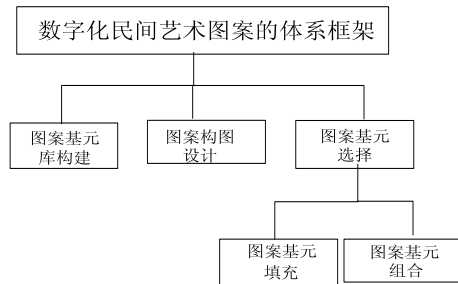 数字化民间艺术图案的体系框架
图案基元
库构建
图案构图
设计
图案基元
选择
图案基元
填充
图案基元
组合